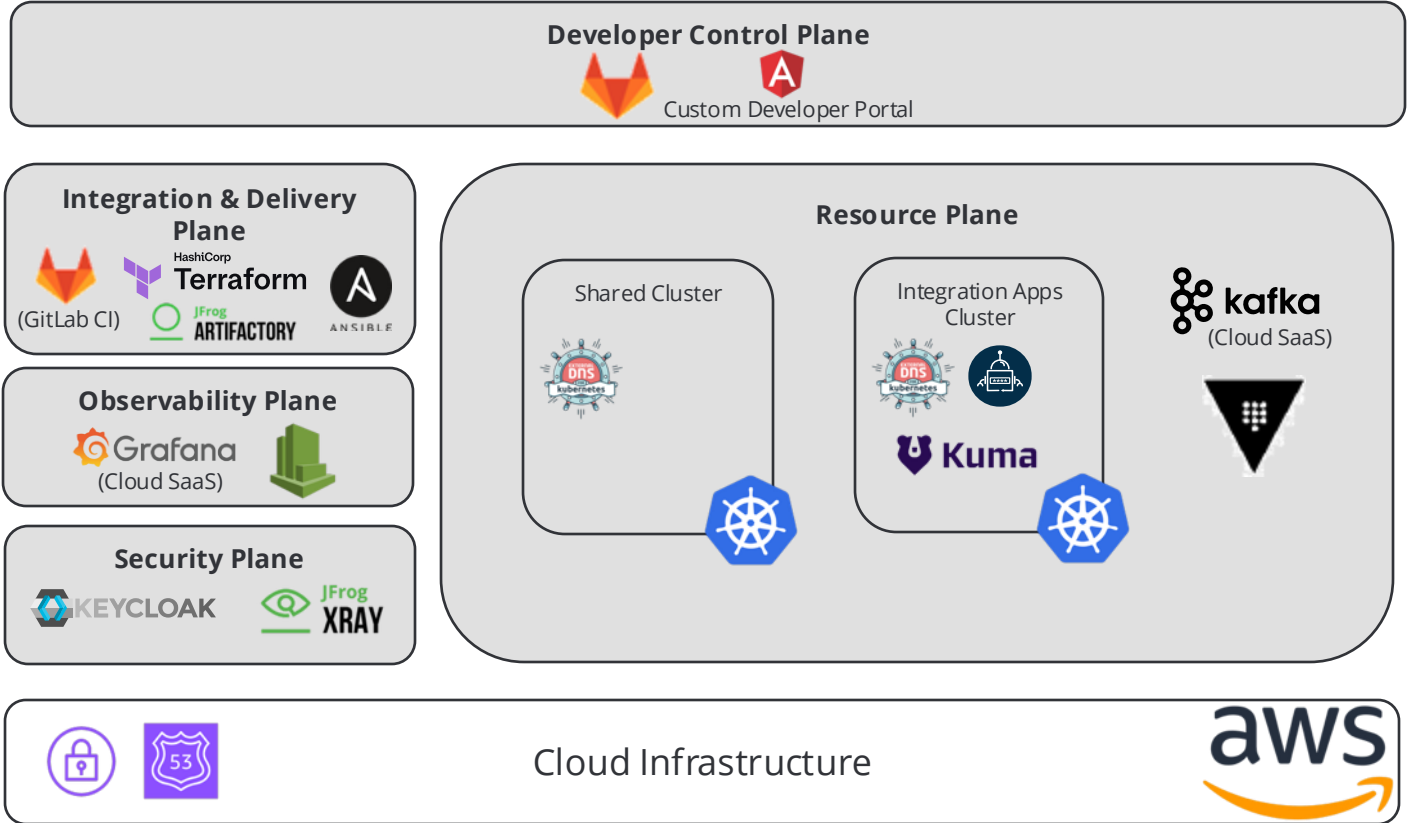 Developer Control Plane
Custom Developer Portal
Integration & Delivery
Plane
HashiCorp
Terraform
(GitLab CI)
JFrog
ARTIFACTORY
A
ANSIBLE
Observability Plane
Grafana
(Cloud SaaS)
Security Plane
KEYCLOAK
JFrog
XRAY
Resource Plane
Shared Cluster
DNS
kubernetes
Integration Apps
Cluster
DNS
kubernetes
Kuma
kafka
(Cloud SaaS)
53
Cloud Infrastructure
aws